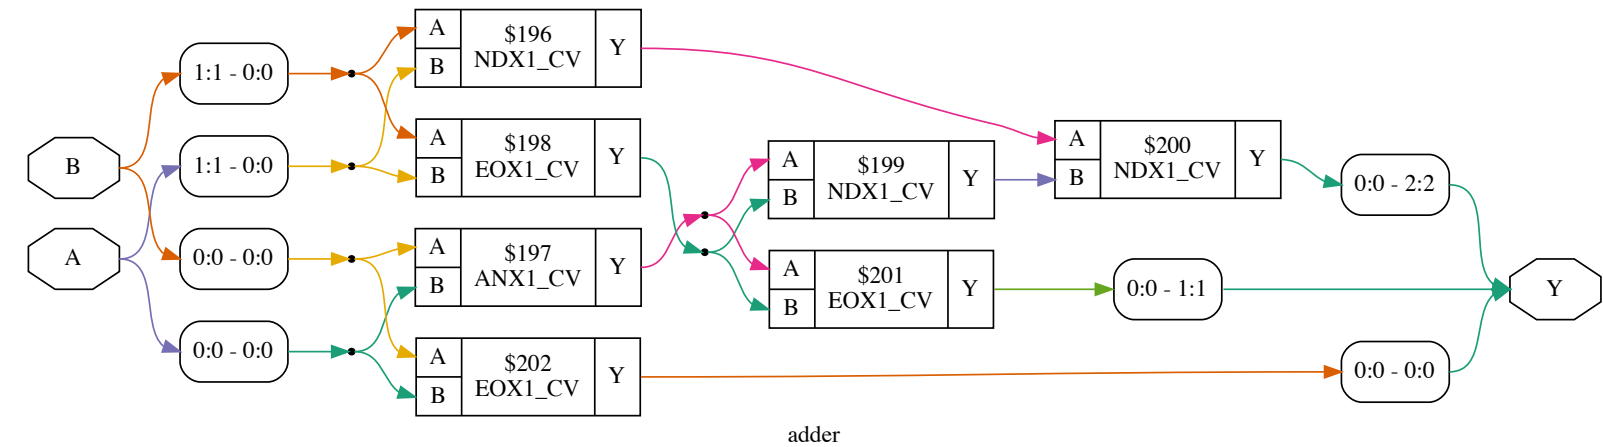 B
A
1:1 - 0:0
1:1 - 0:0
0:0 - 0:0
0:0 - 0:0
A
B
$196
NDX1_CV
Y
A
B
$198
EOX1_CV
Y
A
B
$197
ANX1_CV
Y
A
B
$202
EOX1_CV
Y
A
B
$199
NDX1_CV
Y
A
B
$201
EOX1_CV
Y
A
B
$200
NDX1_CV
Y
0:0 - 2:2
0:0 - 1:1
0:0 - 0:0
Y
adder